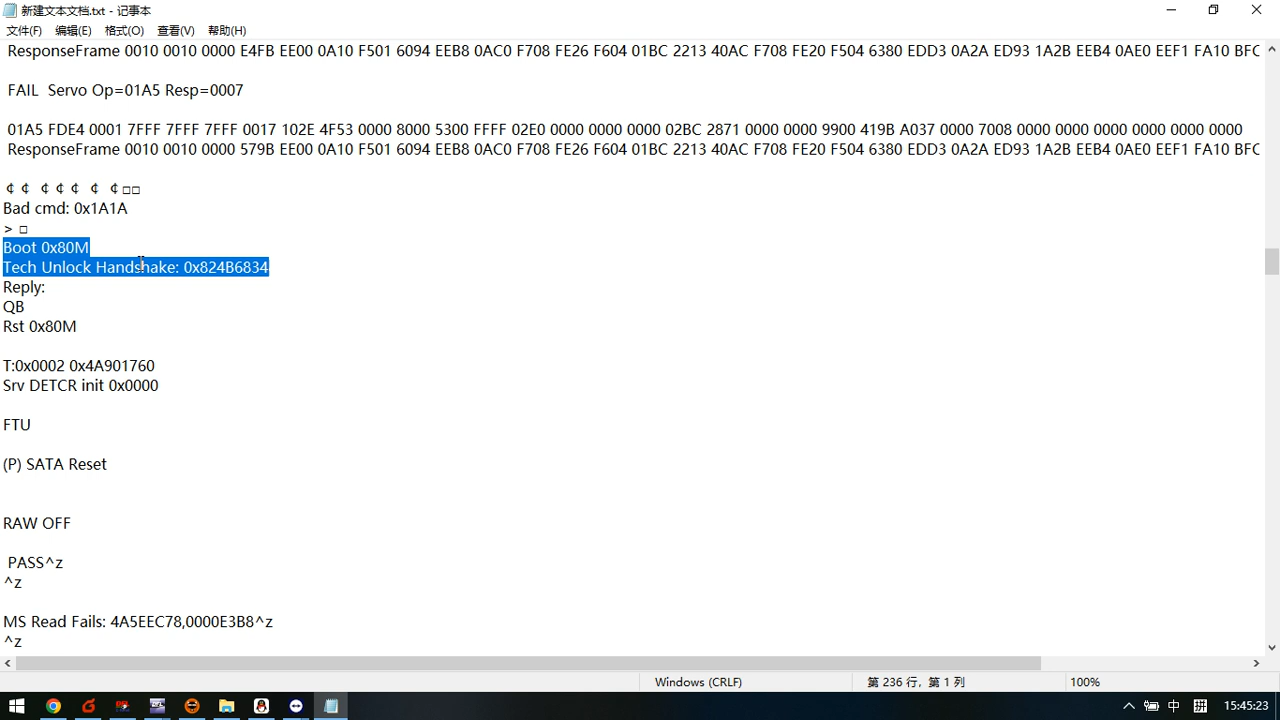 新建文本文档.txt - 记事本
文件(F) 编辑(E) 格式(O) 查看(V) 帮助(H)
ResponseFrame 0010 0010 0000 E4FB EE00 0A10 F501 6094 EEB8 0AC0 F708 FE26 F604 01BC 2213 40AC F708 FE20 F504 6380 EDD3 0A2A ED93 1A2B EEB4 0AE0 EEF1 FA10 BFC
FAIL Servo Op=01A5 Resp=0007
01A5 FDE4 0001 7FFF 7FFF 7FFF 0017 102E 4F53 0000 8000 5300 FFFF 02E0 0000 0000 0000 02BC 2871 0000 0000 9900 419B A037 0000 7008 0000 0000 0000 0000 0000 0000
ResponseFrame 0010 0010 0000 579B EE00 0A10 F501 6094 EEB8 0AC0 F708 FE26 F604 01BC 2213 40AC F708 FE20 F504 6380 EDD3 0A2A ED93 1A2B EEB4 0AE0 EEF1 FA10 BFC
¢ ¢ ¢ ¢ ¢ ¢ ¢□□
Bad cmd: 0x1A1A
> □
Boot 0x80M
Tech Unlock Handshake: 0x824B6834
Reply:
QB
Rst 0x80M
T:0x0002 0x4A901760
Srv DETCR init 0x0000
FTU
(P) SATA Reset
RAW OFF
PASS^z
^z
MS Read Fails: 4A5EEC78,0000E3B8^z
^z
Windows (CRLF) 第 236 行，第 1 列 100%
中 拼 15:45:23